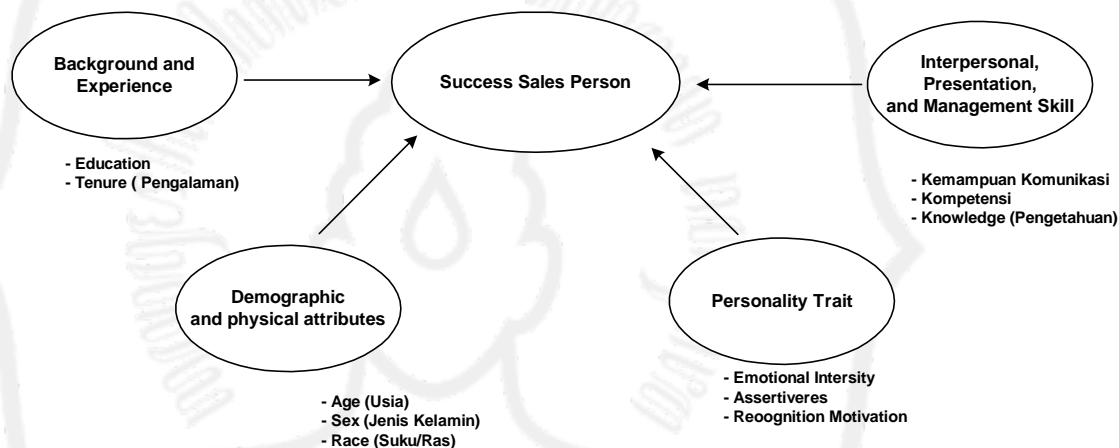 Background and
Experience
- Education
- Tenure ( Pengalaman)
Success Sales Person
Interpersonal,
Presentation,
and Management Skill
- Kemampuan Komunikasi
- Kompetensi
- Knowledge (Pengetahuan)
Demographic
and physical attributes
- Age (Usia)
- Sex (Jenis Kelamin)
- Race (Suku/Ras)
Personality Trait
- Emotional Intersity
- Assertiveres
- Reoognition Motivation